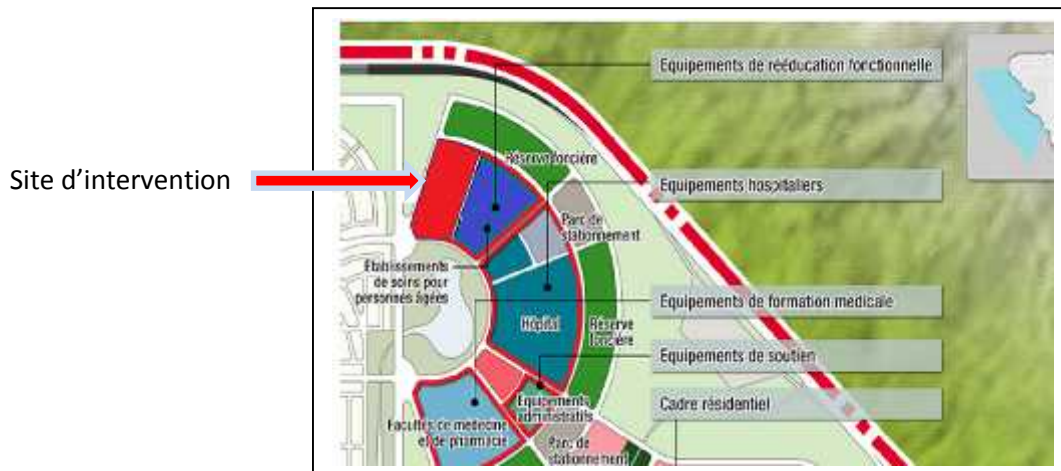 Equipements de rééducation fonctionnelle
Réserve foncière
Site d'intervention
Equipements hospitaliers
Parc de
stationnement
Etablissements
de soins pour
personnes âgées
Equipements de formation médicale
Hôpital
Réserve
foncière
Equipements de soutien
Equipements
administratifs
Cadre résidentiel
Facultés de médecine
et de pharmacie
Parc de
stationnement